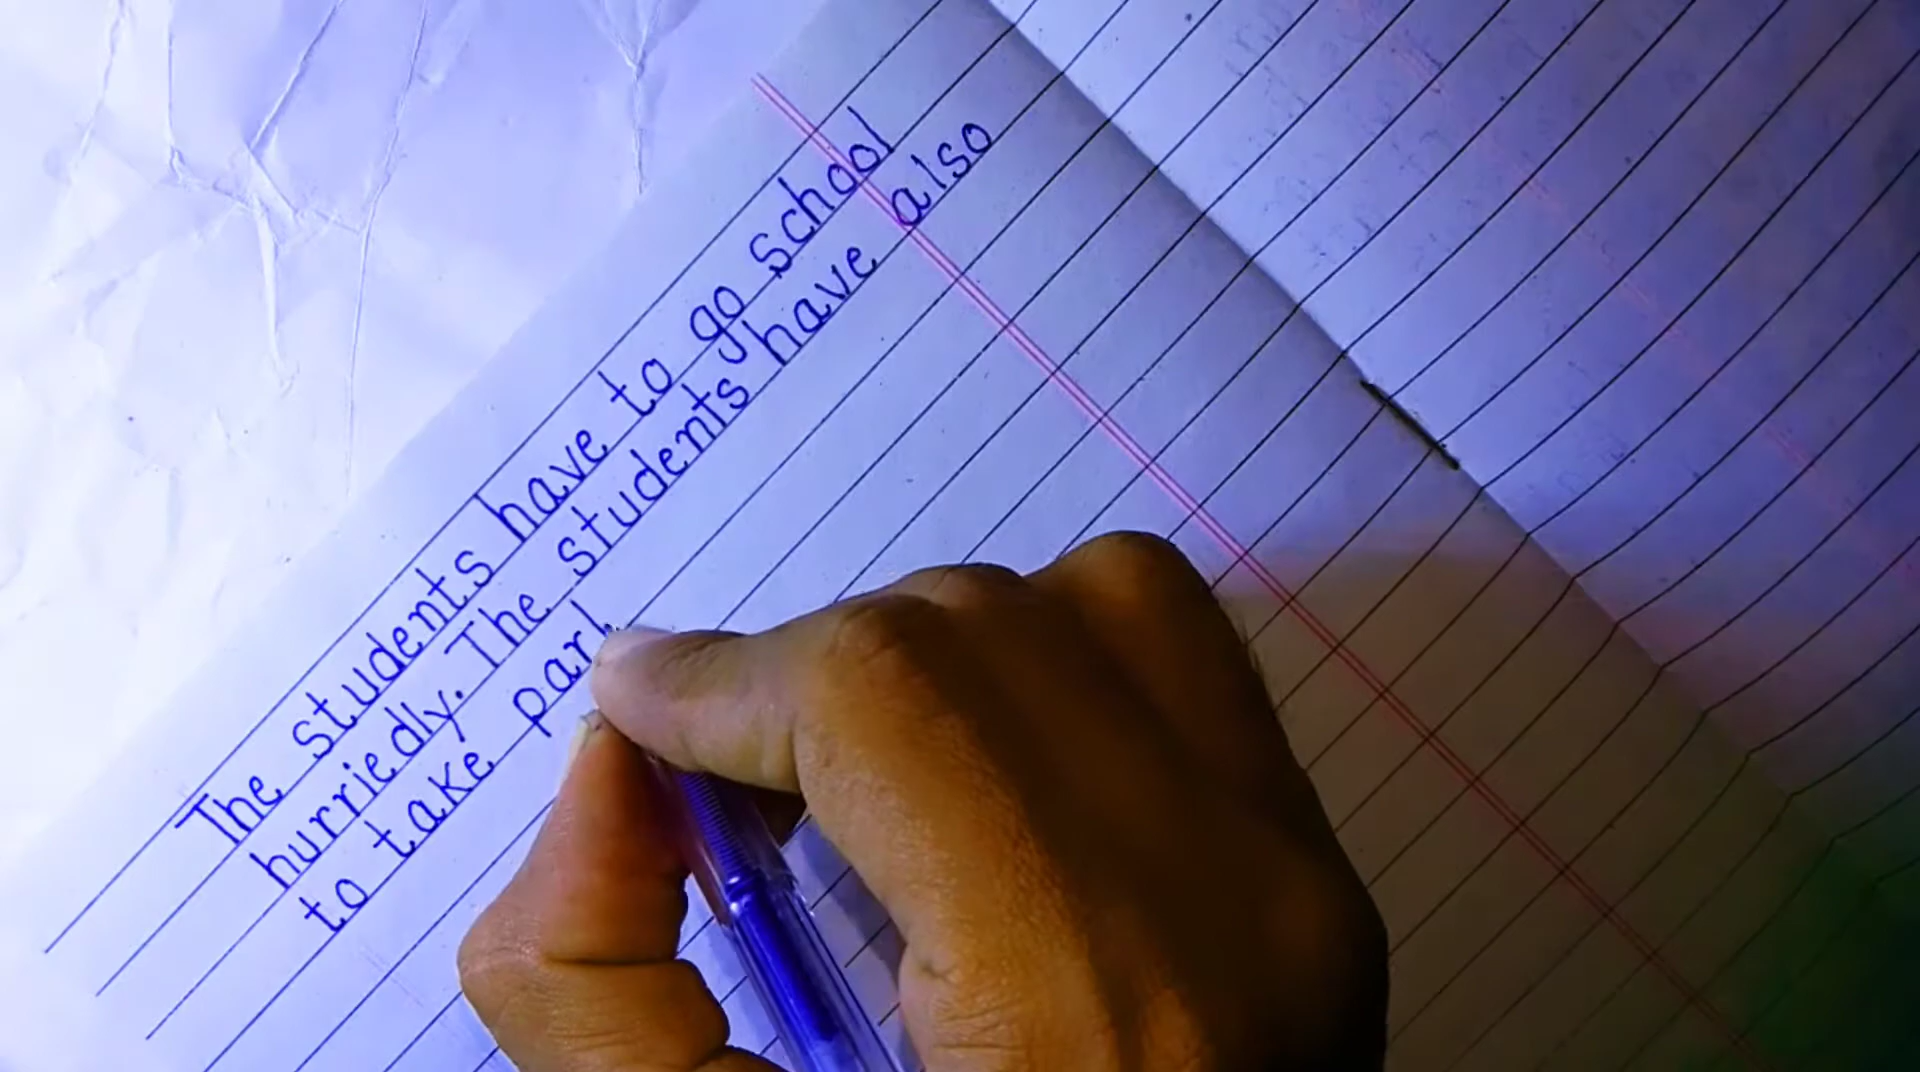 The students have to go school
hurriedly. The students have also
to take par